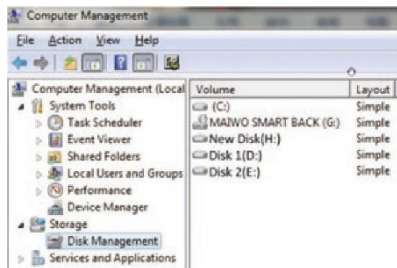 Computer Management
File Action View Help
Computer Management (Local
System Tools
Task Scheduler
Event Viewer
Shared Folders
Local Users and Groups
Performance
Device Manager
Storage
Disk Management
Services and Applications
Volume Layout
(C:) Simple
MAIWO SMART BACK (G:) Simple
New Disk(H:) Simple
Disk 1(D:) Simple
Disk 2(E:) Simple